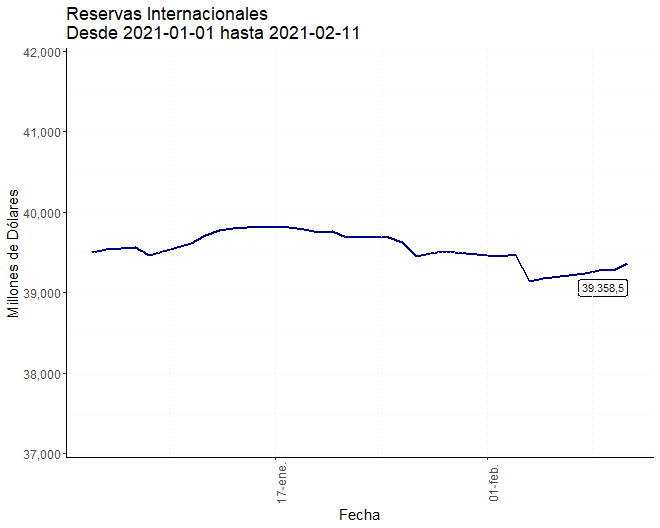 Reservas Internacionales
Desde 2021-01-01 hasta 2021-02-11
Millones de Dólares
42,000
41,000
40,000
39,000
38,000
37,000
39.358,5
17-ene.
01-feb.
Fecha